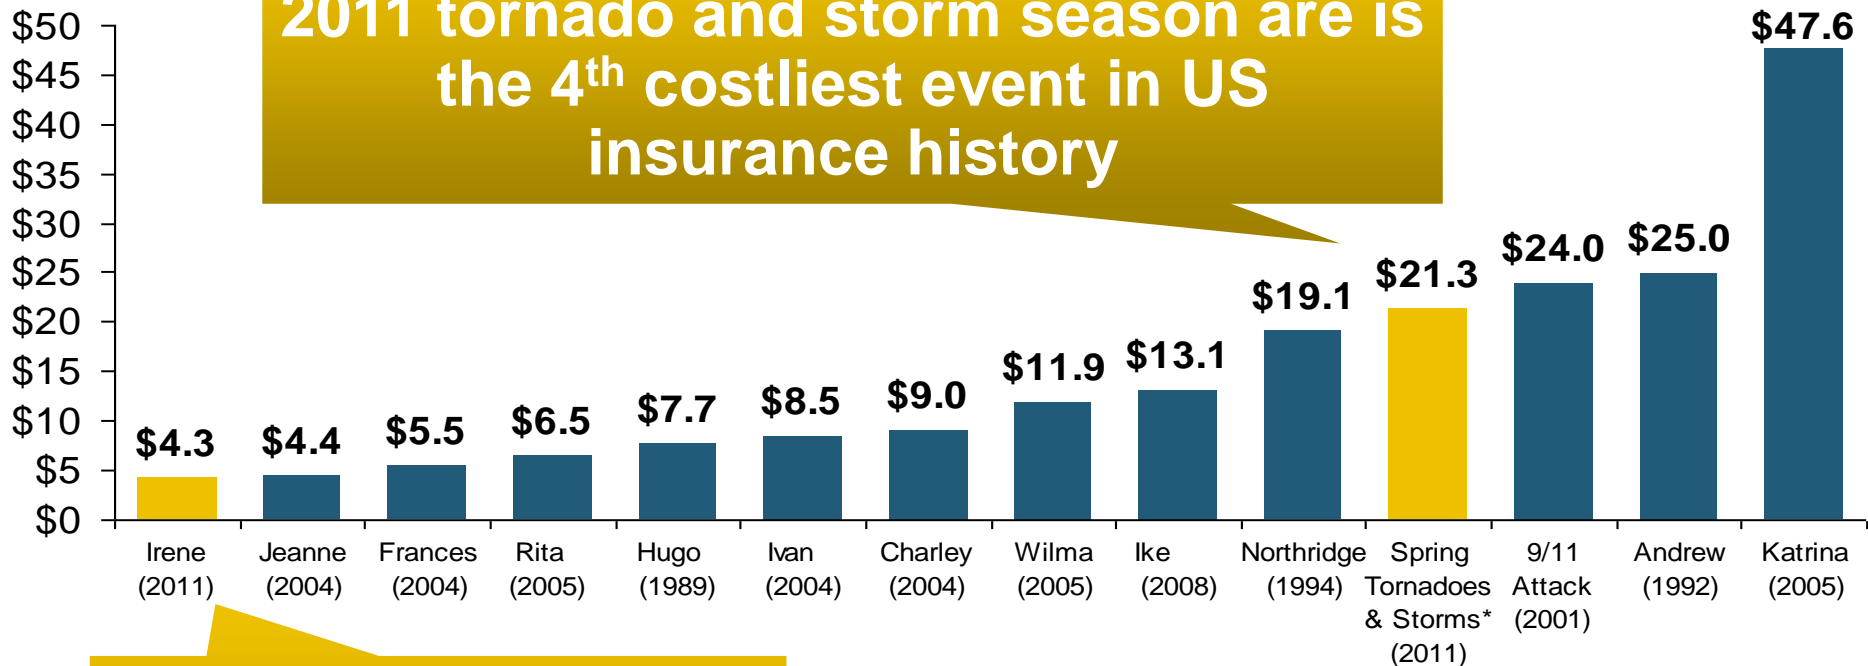 2011 tornado and storm season are is
the 4th costliest event in US
insurance history
$50
$45
$40
$35
$30
$25
$20
$15
$10
$5
$0
$4.3
$4.4
$5.5
$6.5
$7.7
$8.5
$9.0
$11.9
$13.1
$19.1
$21.3
$24.0
$25.0
$47.6
Irene
(2011)
Jeanne
(2004)
Frances
(2004)
Rita
(2005)
Hugo
(1989)
Ivan
(2004)
Charley
(2004)
Wilma
(2005)
Ike
(2008)
Northridge
(1994)
Spring
Tornadoes
& Storms*
(2011)
9/11
Attack
(2001)
Andrew
(1992)
Katrina
(2005)